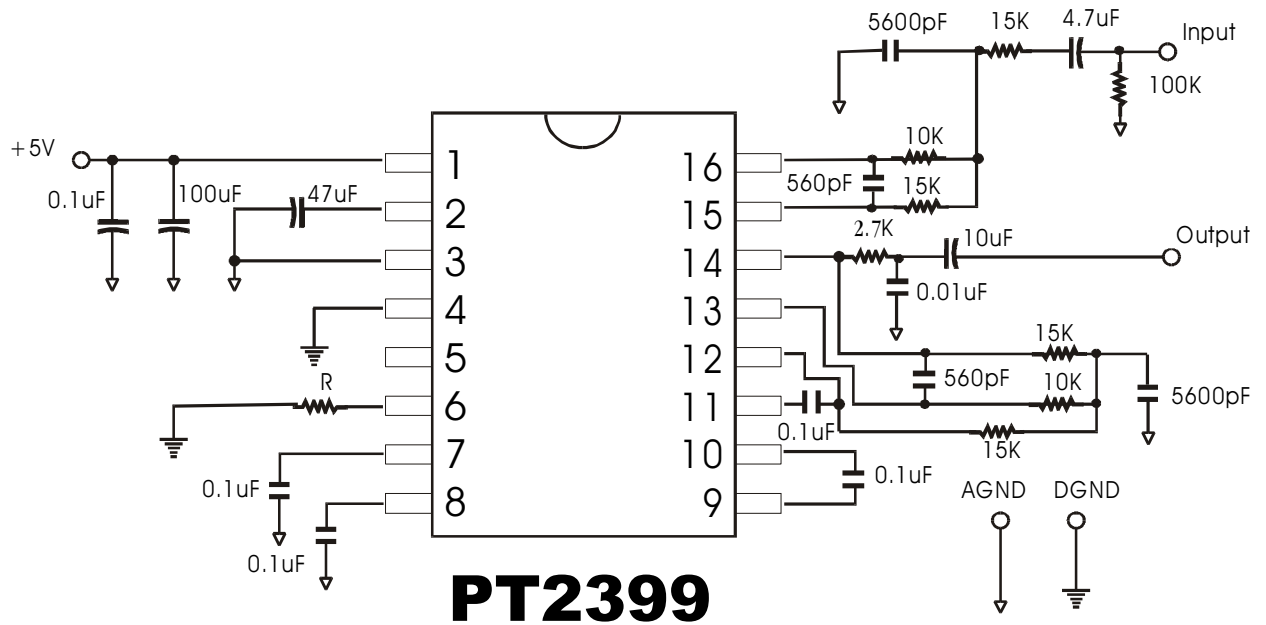 5600pF 15K 4.7uF Input
100K
+5V
0.1uF 100uF 47uF
1 16 10K
560pF 15K
2 15
2.7K 10uF Output
3 14
0.01uF
4 13
15K
5 12
560pF 10K 5600pF
R
6 11
0.1uF 15K
7 10
0.1uF 0.1uF
AGND DGND
8 9
0.1uF
PT2399